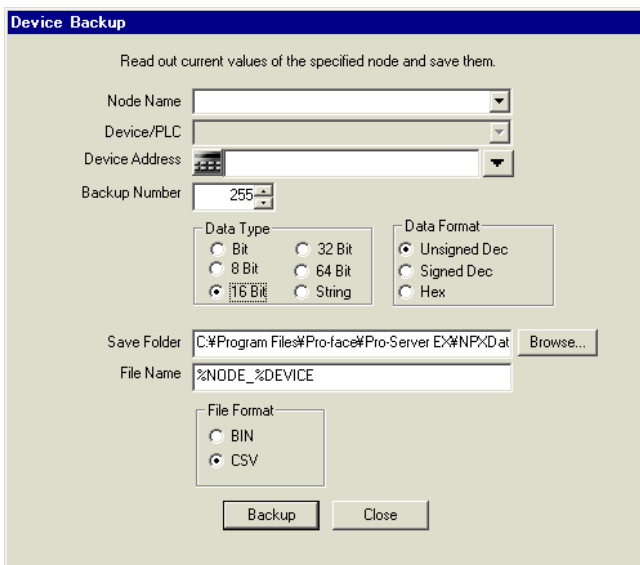 Device Backup
Read out current values of the specified node and save them.
Node Name
Device/PLC
Device Address
Backup Number 255
Data Type
Bit 32 Bit
8 Bit 64 Bit
16 Bit String
Data Format
Unsigned Dec
Signed Dec
Hex
Save Folder C:¥Program Files¥Pro-face¥Pro-Server EX¥NPXDat Browse...
File Name %NODE_%DEVICE
File Format
BIN
CSV
Backup Close